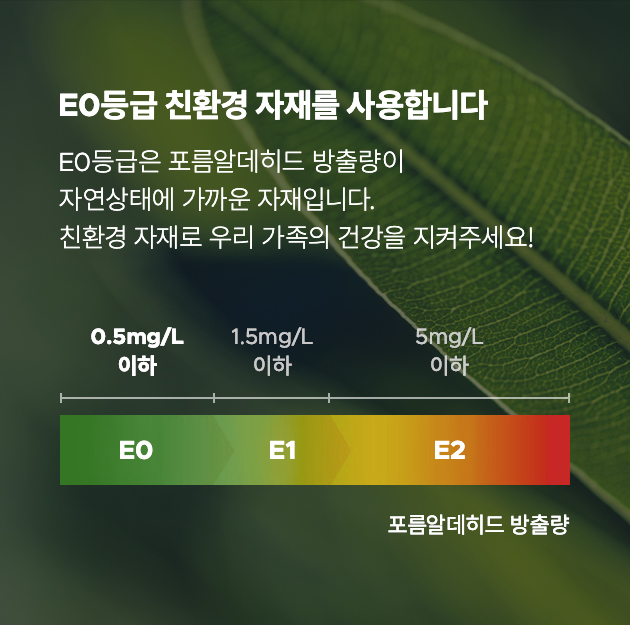 E0등급 친환경 자재를 사용합니다
E0등급은 포름알데히드 방출량이
자연상태에 가까운 자재입니다.
친환경 자재로 우리 가족의 건강을 지켜주세요!
0.5mg/L 이하
1.5mg/L 이하
5mg/L 이하
E0 E1 E2
포름알데히드 방출량